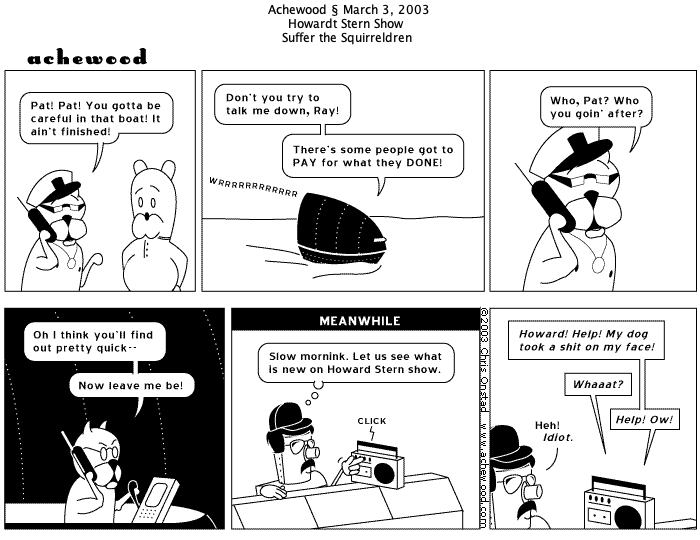 Achewood § March 3, 2003
Howardt Stern Show
Suffer the Squirreldren
achewood
Pat! Pat! You gotta be
careful in that boat! It
ain't finished!
Don't you try to
talk me down, Ray!
There's some people got to
PAY for what they DONE!
WRRRRRRRRRRRR
Who, Pat? Who
you goin' after?
Oh I think you'll find
out pretty quick--
Now leave me be!
MEANWHILE
Slow mornink. Let us see what
is new on Howard Stern show.
CLICK
©2003 Chris Onstad www.achewood.com
Howard! Help! My dog
took a shit on my face!
Whaaat?
Help! Ow!
Heh!
Idiot.